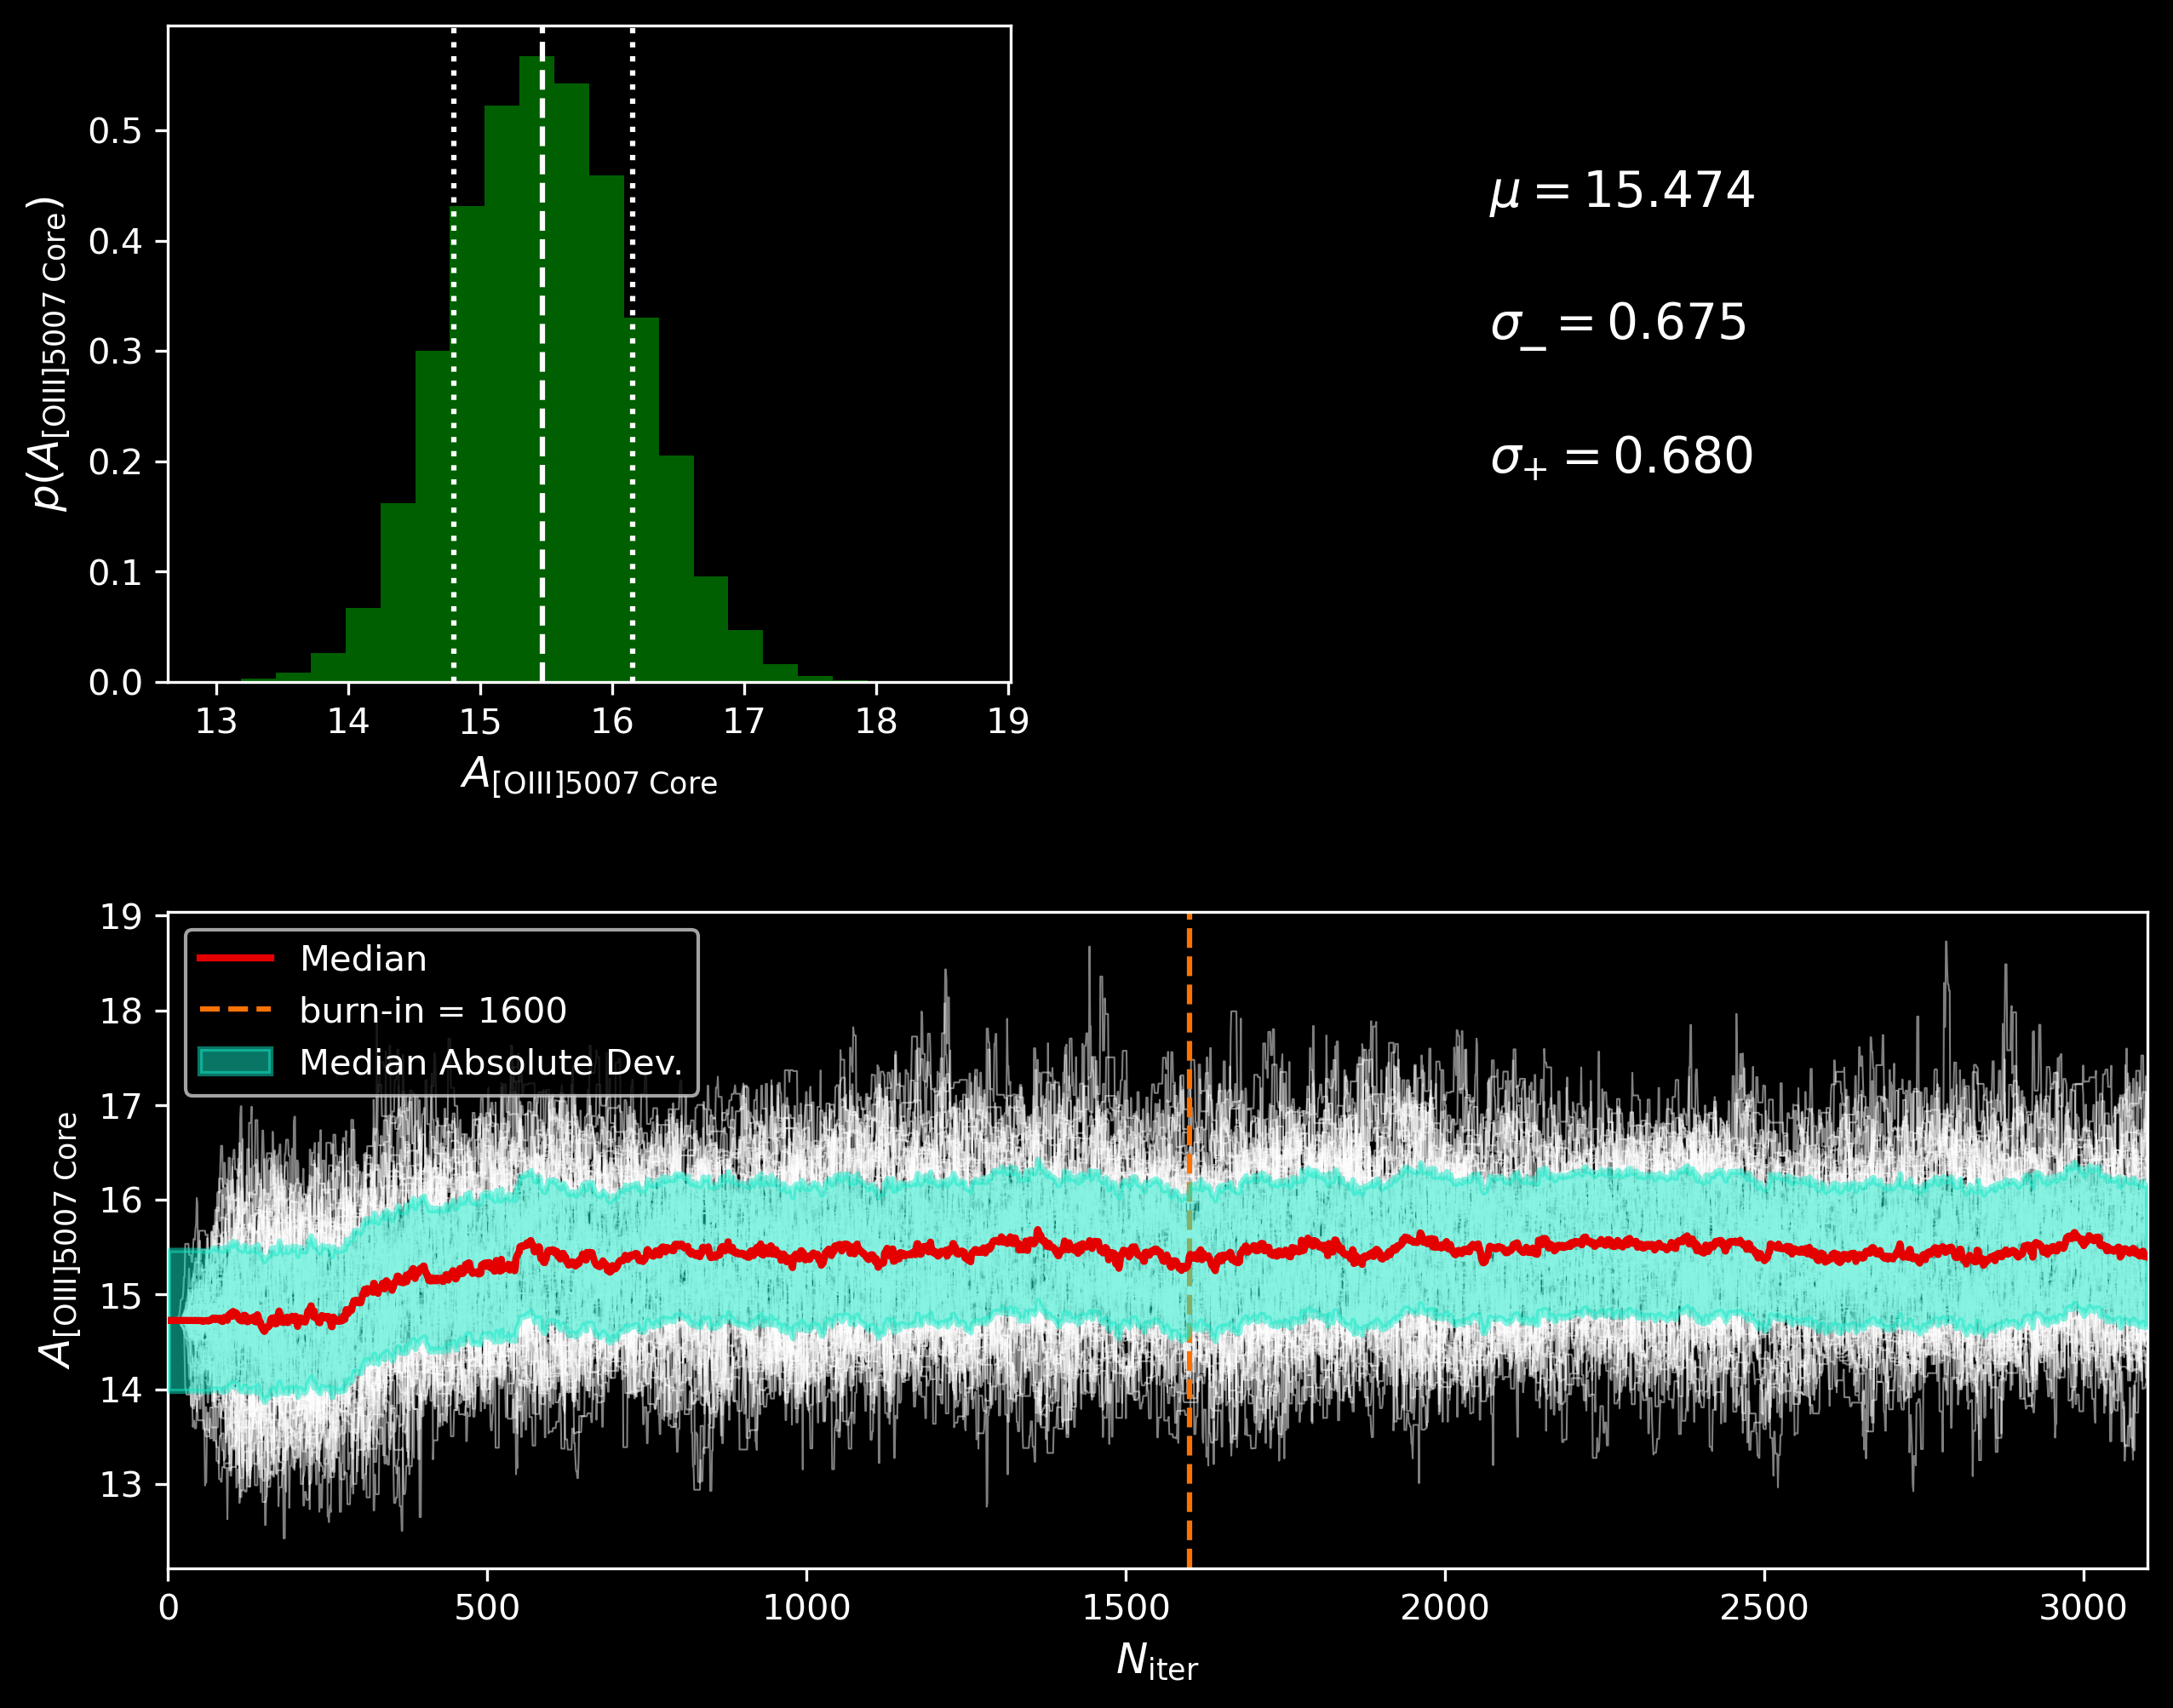 0.5
0.4
0.3
0.2
0.1
0.0
p(A[OIII]5007 Core)
13 14 15 16 17 18 19
A[OIII]5007 Core
μ = 15.474
σ− = 0.675
σ+ = 0.680
19
18
17
16
15
14
13
A[OIII]5007 Core
Median
burn-in = 1600
Median Absolute Dev.
0 500 1000 1500 2000 2500 3000
Niter